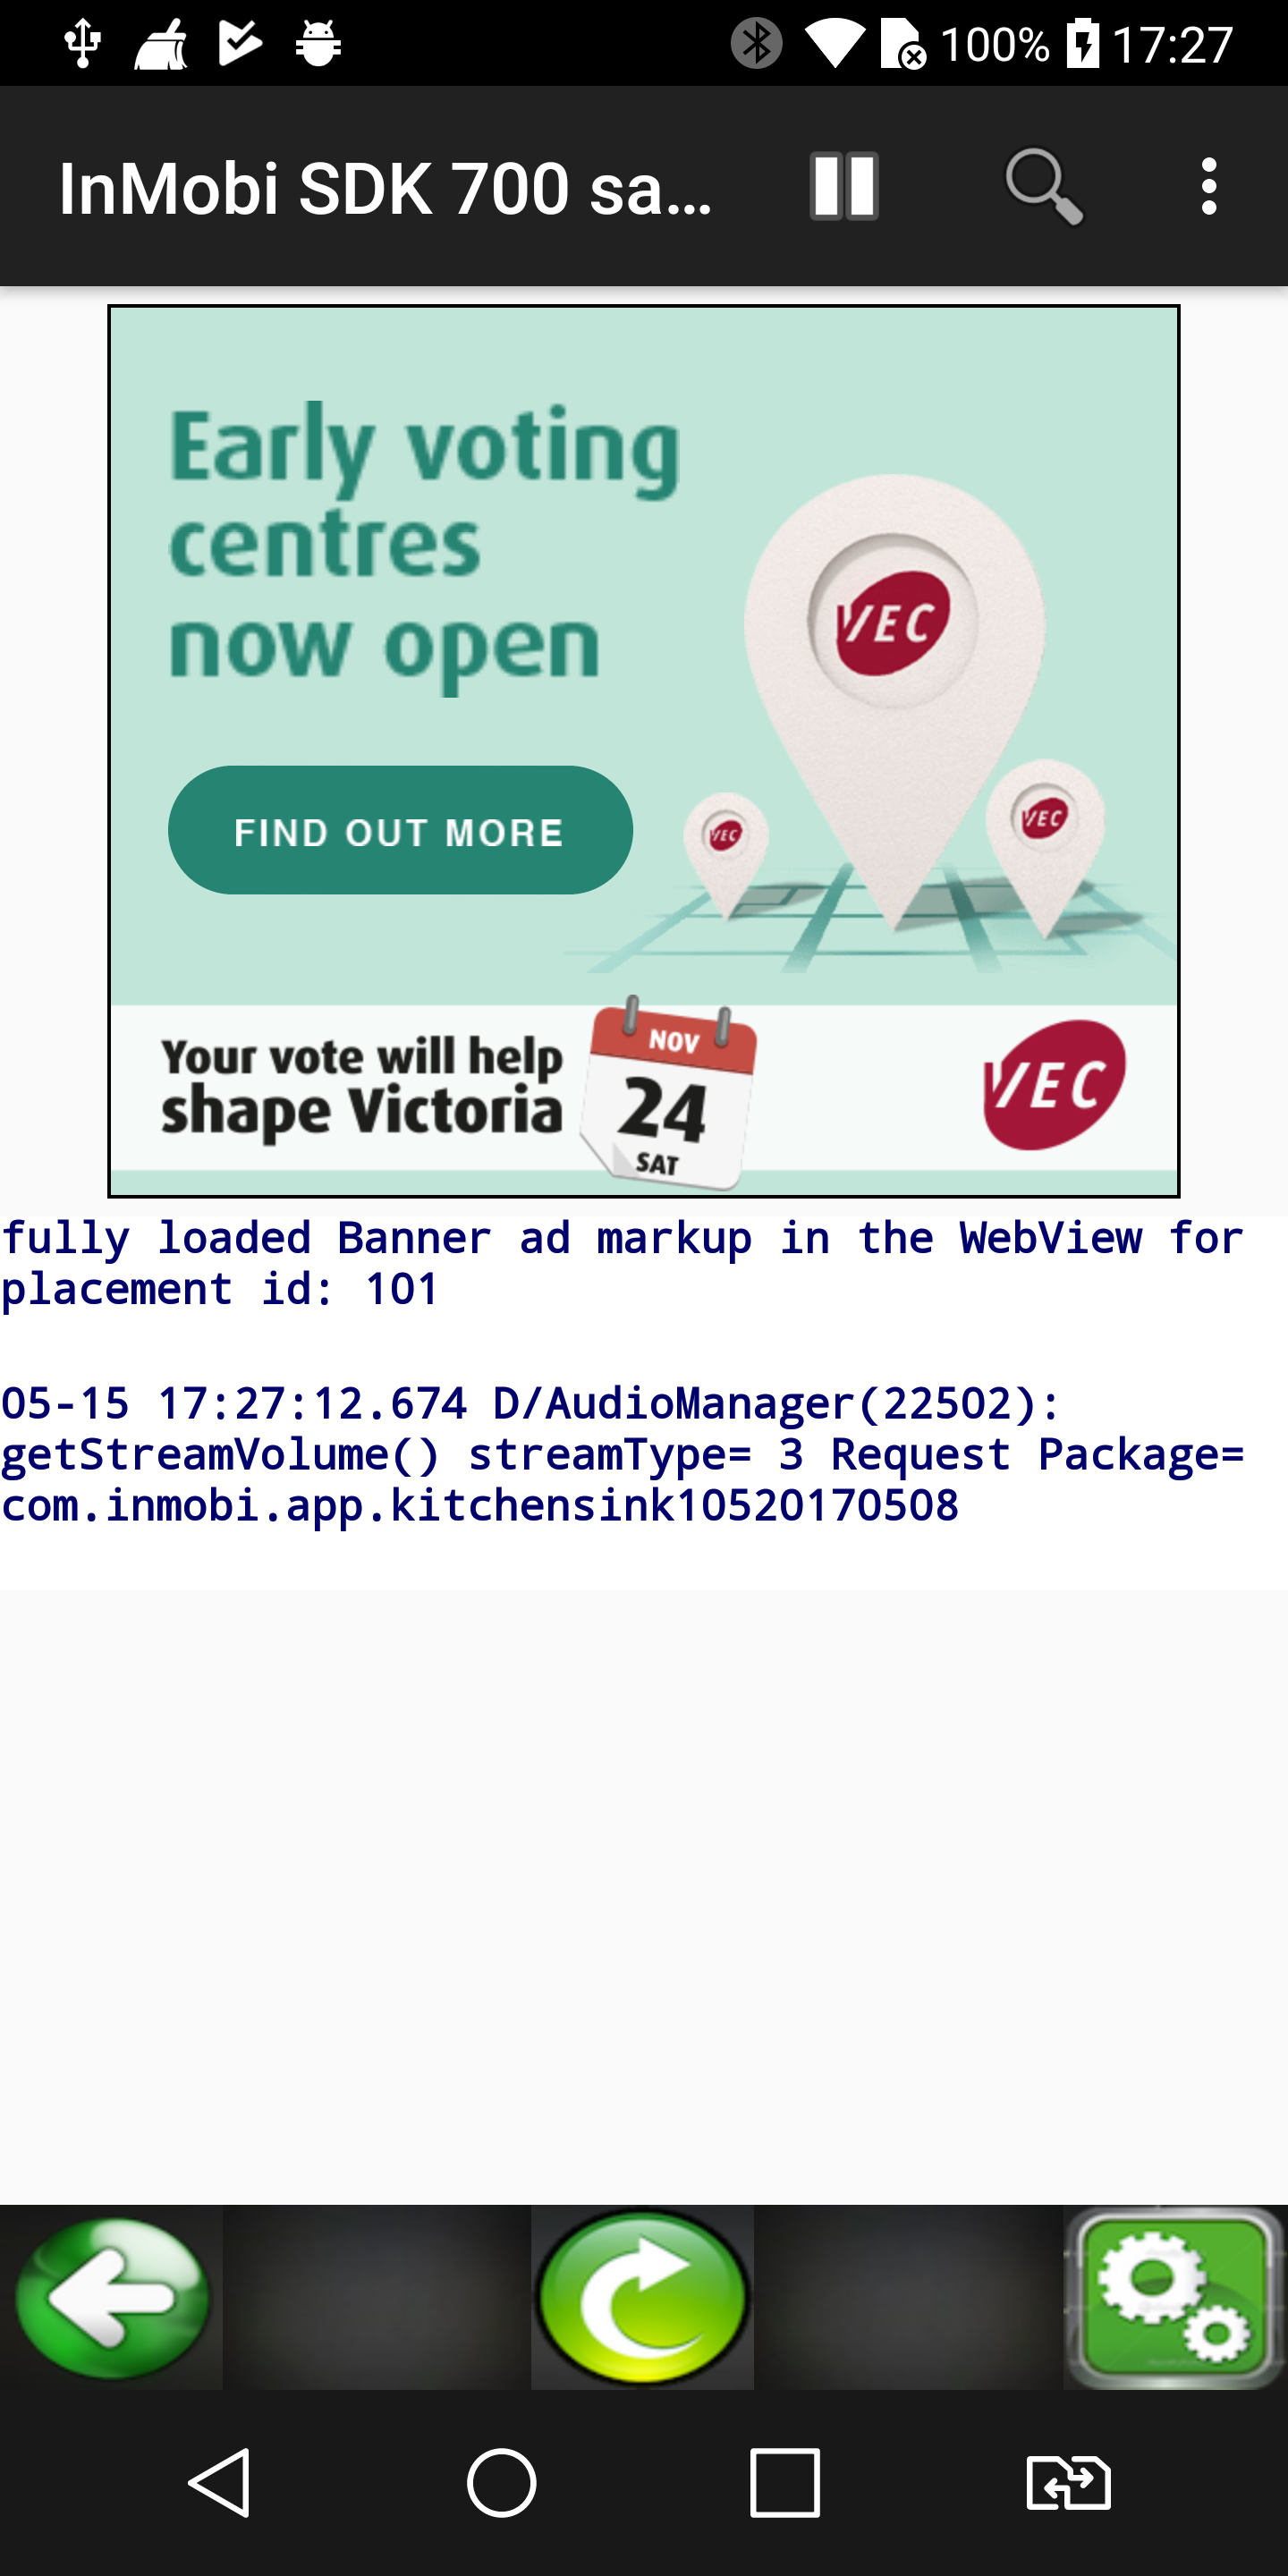 100% 17:27
InMobi SDK 700 sa...
Early voting
centres
now open
VEC
FIND OUT MORE
VEC
VEC
Your vote will help
shape Victoria
NOV
24
SAT
VEC
fully loaded Banner ad markup in the WebView for
placement id: 101
05-15 17:27:12.674 D/AudioManager(22502):
getStreamVolume() streamType= 3 Request Package=
com.inmobi.app.kitchensink10520170508